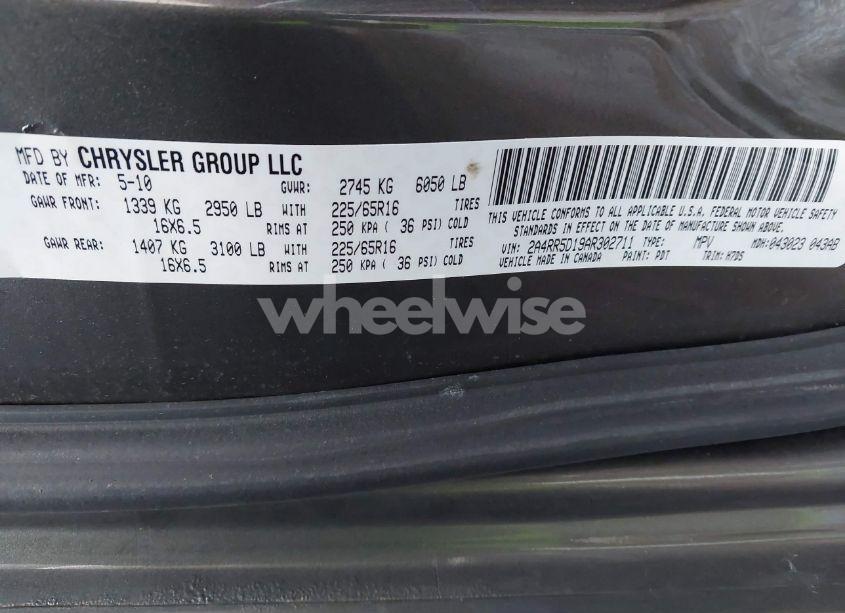 MFD BY CHRYSLER GROUP LLC
DATE OF MFR: 5-10 GVWR: 2745 KG 6050 LB
GAWR FRONT: 1339 KG 2950 LB WITH 225/65R16 TIRES
16X6.5 RIMS AT 250 KPA ( 36 PSI) COLD
GAWR REAR: 1407 KG 3100 LB WITH 225/65R16 TIRES
16X6.5 RIMS AT 250 KPA ( 36 PSI) COLD
THIS VEHICLE CONFORMS TO ALL APPLICABLE U.S.A. FEDERAL MOTOR VEHICLE SAFETY
STANDARDS IN EFFECT ON THE DATE OF MANUFACTURE SHOWN ABOVE.
VIN: 2A4RR5D19AR302711 TYPE: MPV MDH: 043023 043AB
VEHICLE MADE IN CANADA PAINT: PDT TRIM: H7DS
wheelwise